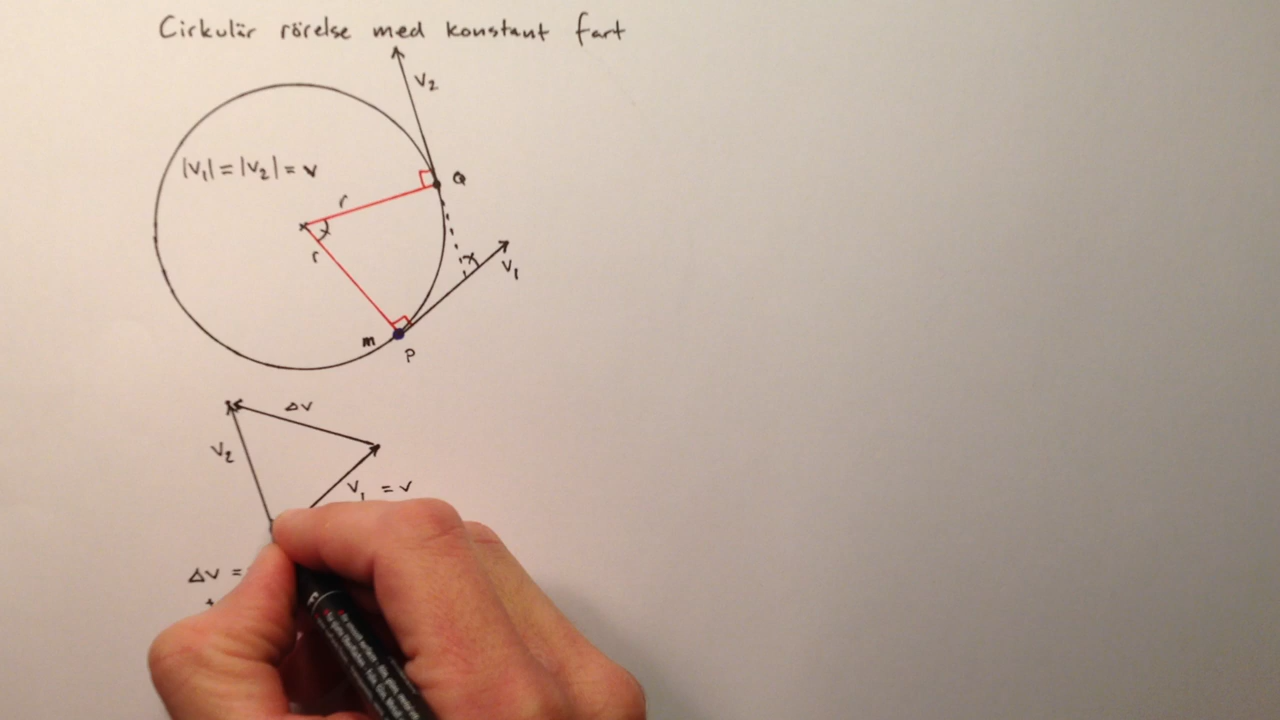 Cirkulär rörelse med konstant fart
V₂
|V₁| = |V₂| = v
Q
r
r
V₁
m
P
Δv
V₂
V₁ = v
Δv =